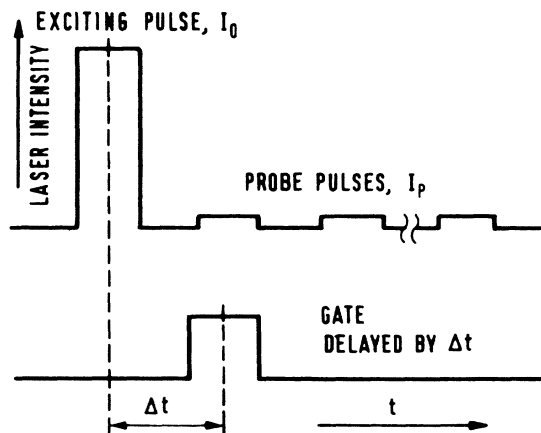 EXCITING PULSE, I0
LASER INTENSITY
PROBE PULSES, Ip
GATE
DELAYED BY Δt
Δt
t